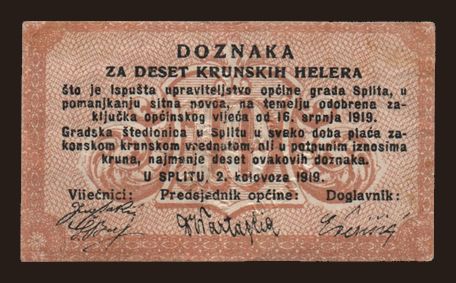 DOZNAKA
ZA DESET KRUNSKIH HELERA
što je ispušta upraviteljstvo općine grada Splita, u
pomanjkanju sitna novca, na temelju odobrena za-
ključka općinskog vijeća od 16. srpnja 1919.
Gradska Štedionica u Splitu u svako doba plaća za-
konskom krunskom vrednotom, ali u potpunim iznosima
kruna, najmanje deset ovakovih doznaka.
U SPLITU, 2. kolovoza 1919.
Vijećnici: Predsjednik općine: Doglavnik: